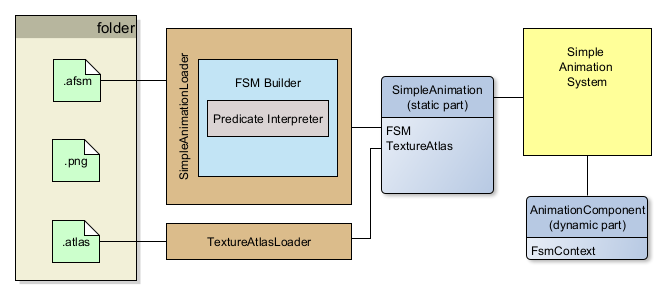 folder
.afsm
.png
.atlas
SimpleAnimationLoader
FSM Builder
Predicate Interpreter
TextureAtlasLoader
SimpleAnimation
(static part)
FSM
TextureAtlas
Simple
Animation
System
AnimationComponent
(dynamic part)
FsmContext